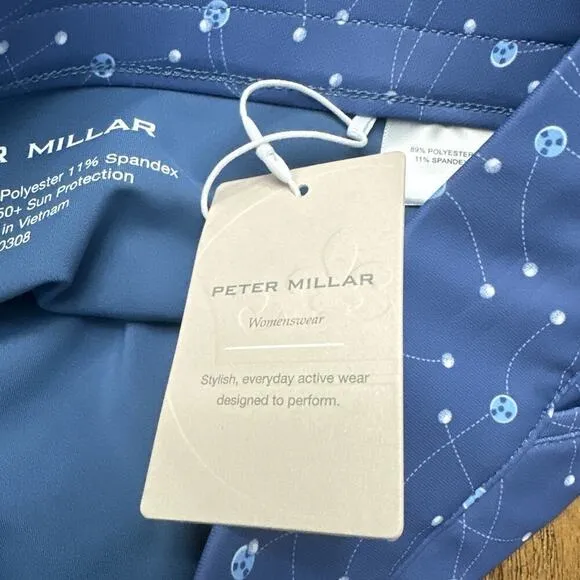 R MILLAR
Polyester 11% Spandex
50+ Sun Protection
in Vietnam
0308
89% POLYESTER
11% SPANDEX
PETER MILLAR
Womenswear
Stylish, everyday active wear
designed to perform.